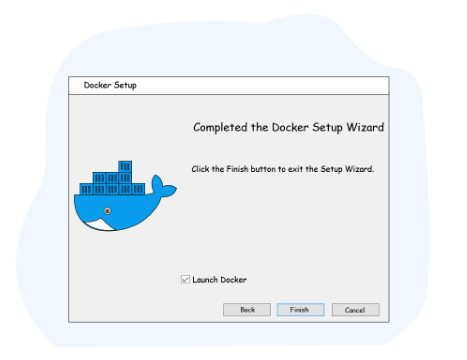 Docker Setup
Completed the Docker Setup Wizard
Click the Finish button to exit the Setup Wizard.
Launch Docker
Back
Finish
Cancel